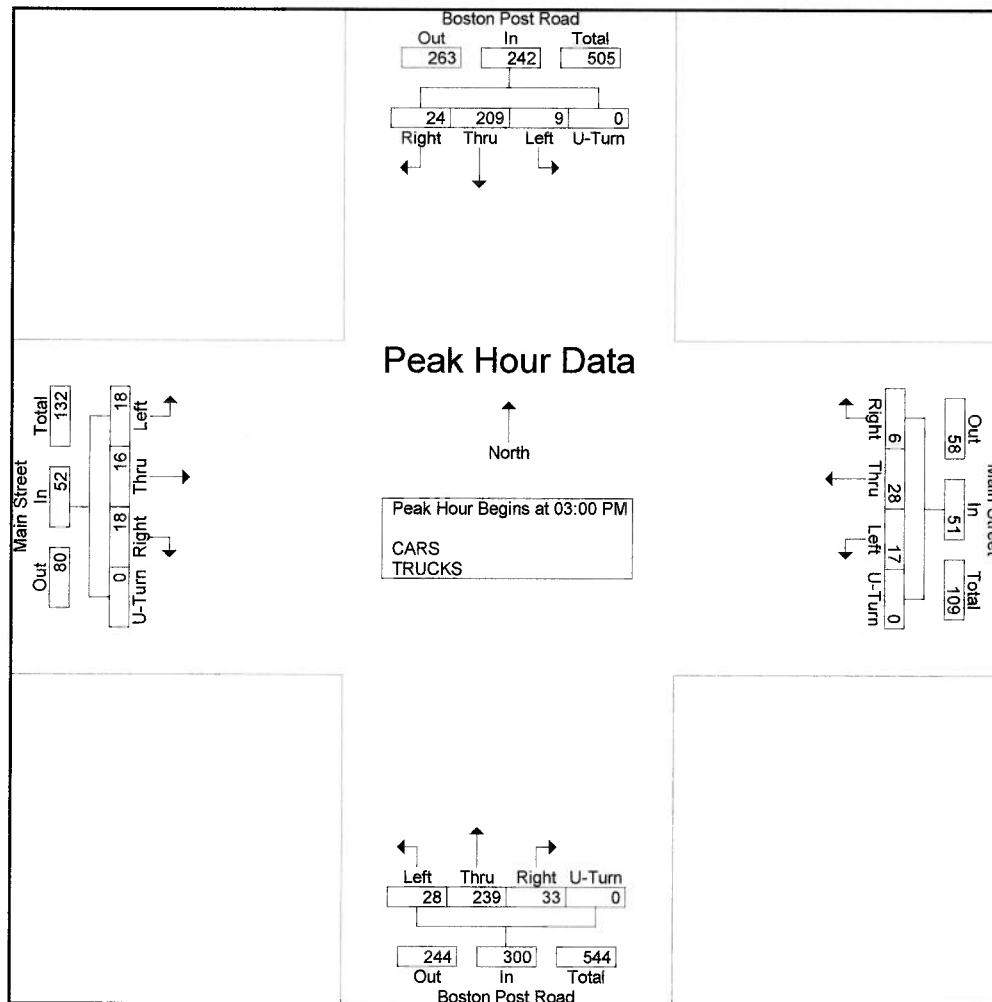 Boston Post Road
Out In Total
263 242 505
24 209 9 0
Right Thru Left U-Turn
Peak Hour Data
North
Peak Hour Begins at 03:00 PM
CARS
TRUCKS
Main Street
Total In Out
132 52 80
18 16 18 0
Left Thru Right U-Turn
Right Thru Left U-Turn
6 28 17 0
Out In Total
58 51 109
Main Street
Left Thru Right U-Turn
28 239 33 0
244 300 544
Out In Total
Boston Post Road